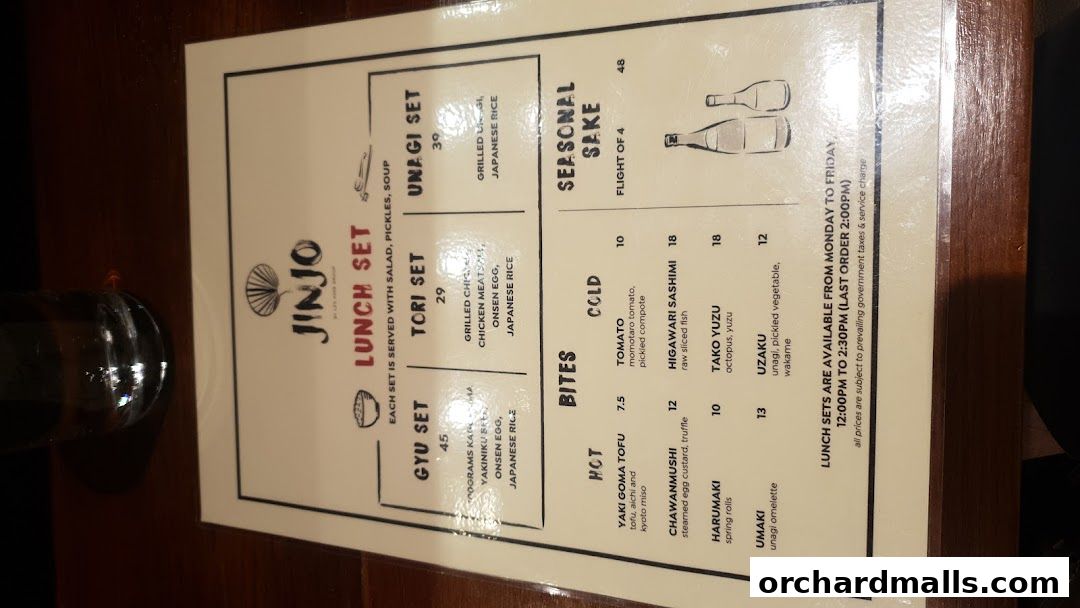 JINJO
LUNCH SET
EACH SET IS SERVED WITH SALAD, PICKLES, SOUP
GYU SET
45
YAKINIKU
ONSEN EGG,
JAPANESE RICE
TORI SET
29
GRILLED
CHICKEN
ONSEN EGG,
JAPANESE RICE
UNAGI SET
39
GRILLED UNAGI,
JAPANESE RICE
BITES
HOT
YAKI GOMA TOFU 7.5
tofu, aichi and
kyoto miso
CHAWANMUSHI 12
steamed egg custard, truffle
HARUMAKI 10
spring rolls
UMAKI 13
unagi omelette
COLD
TOMATO 10
momotaro tomato,
pickled compote
HIGAWARI SASHIMI 18
raw sliced fish
TAKO YUZU 18
octopus, yuzu
UZAKU 12
unagi, pickled vegetable,
wakame
SEASONAL
SAKE
FLIGHT OF 4 48
LUNCH SETS ARE AVAILABLE FROM MONDAY TO FRIDAY,
12:00PM TO 2:30PM (LAST ORDER 2:00PM)
all prices are subject to prevailing government taxes & service charge
orchardmalls.com